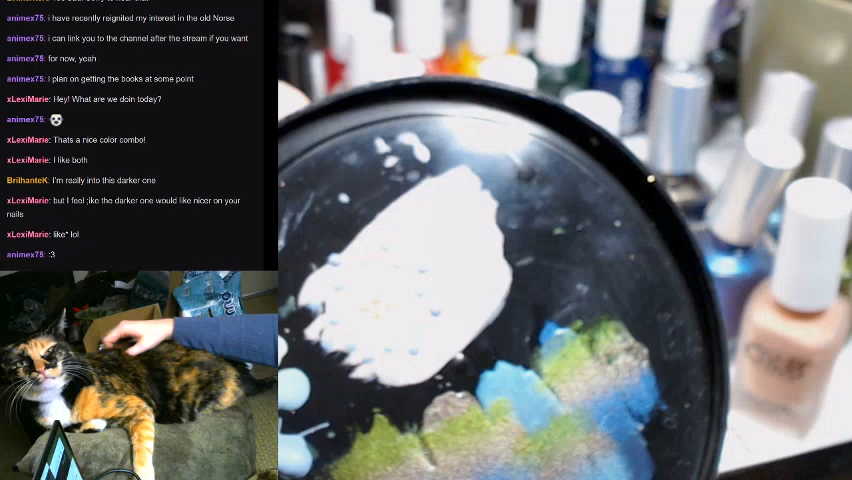 animex75: i have recently reignited my interest in the old Norse
animex75: i can link you to the channel after the stream if you want
animex75: for now, yeah
animex75: I plan on getting the books at some point
xLexiMarie: Hey! What are we doin today?
animex75:
xLexiMarie: Thats a nice color combo!
xLexiMarie: I like both
BrilhanteK: I'm really into this darker one
xLexiMarie: but I feel ;ike the darker one would like nicer on your
nails
xLexiMarie: like* lol
animex75: :3